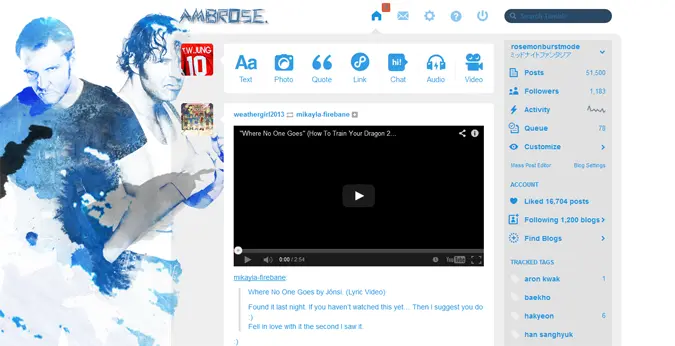 AMBROSE.
Search Tumblr
T.W.JUNG
10
Aa
hi!
Text
Photo
Quote
Link
Chat
Audio
Video
weathergirl2013 mikayla-firebane
"Where No One Goes" (How To Train Your Dragon 2...
0:00 / 2:54
YouTube
mikayla-firebane:
Where No One Goes by Jónsi. (Lyric Video)
Found it last night. If you haven't watched this yet... Then I suggest you do
:)
Fell in love with it the second I saw it.
:)
rosemonburstmode
ミッドナイトファンタジア
Posts 51,500
Followers 1,183
Activity
Queue 78
Customize
Mass Post Editor Blog Settings
ACCOUNT
Liked 16,704 posts
Following 1,200 blogs
Find Blogs
TRACKED TAGS
aron kwak 1
baekho
hakyeon 6
han sanghyuk